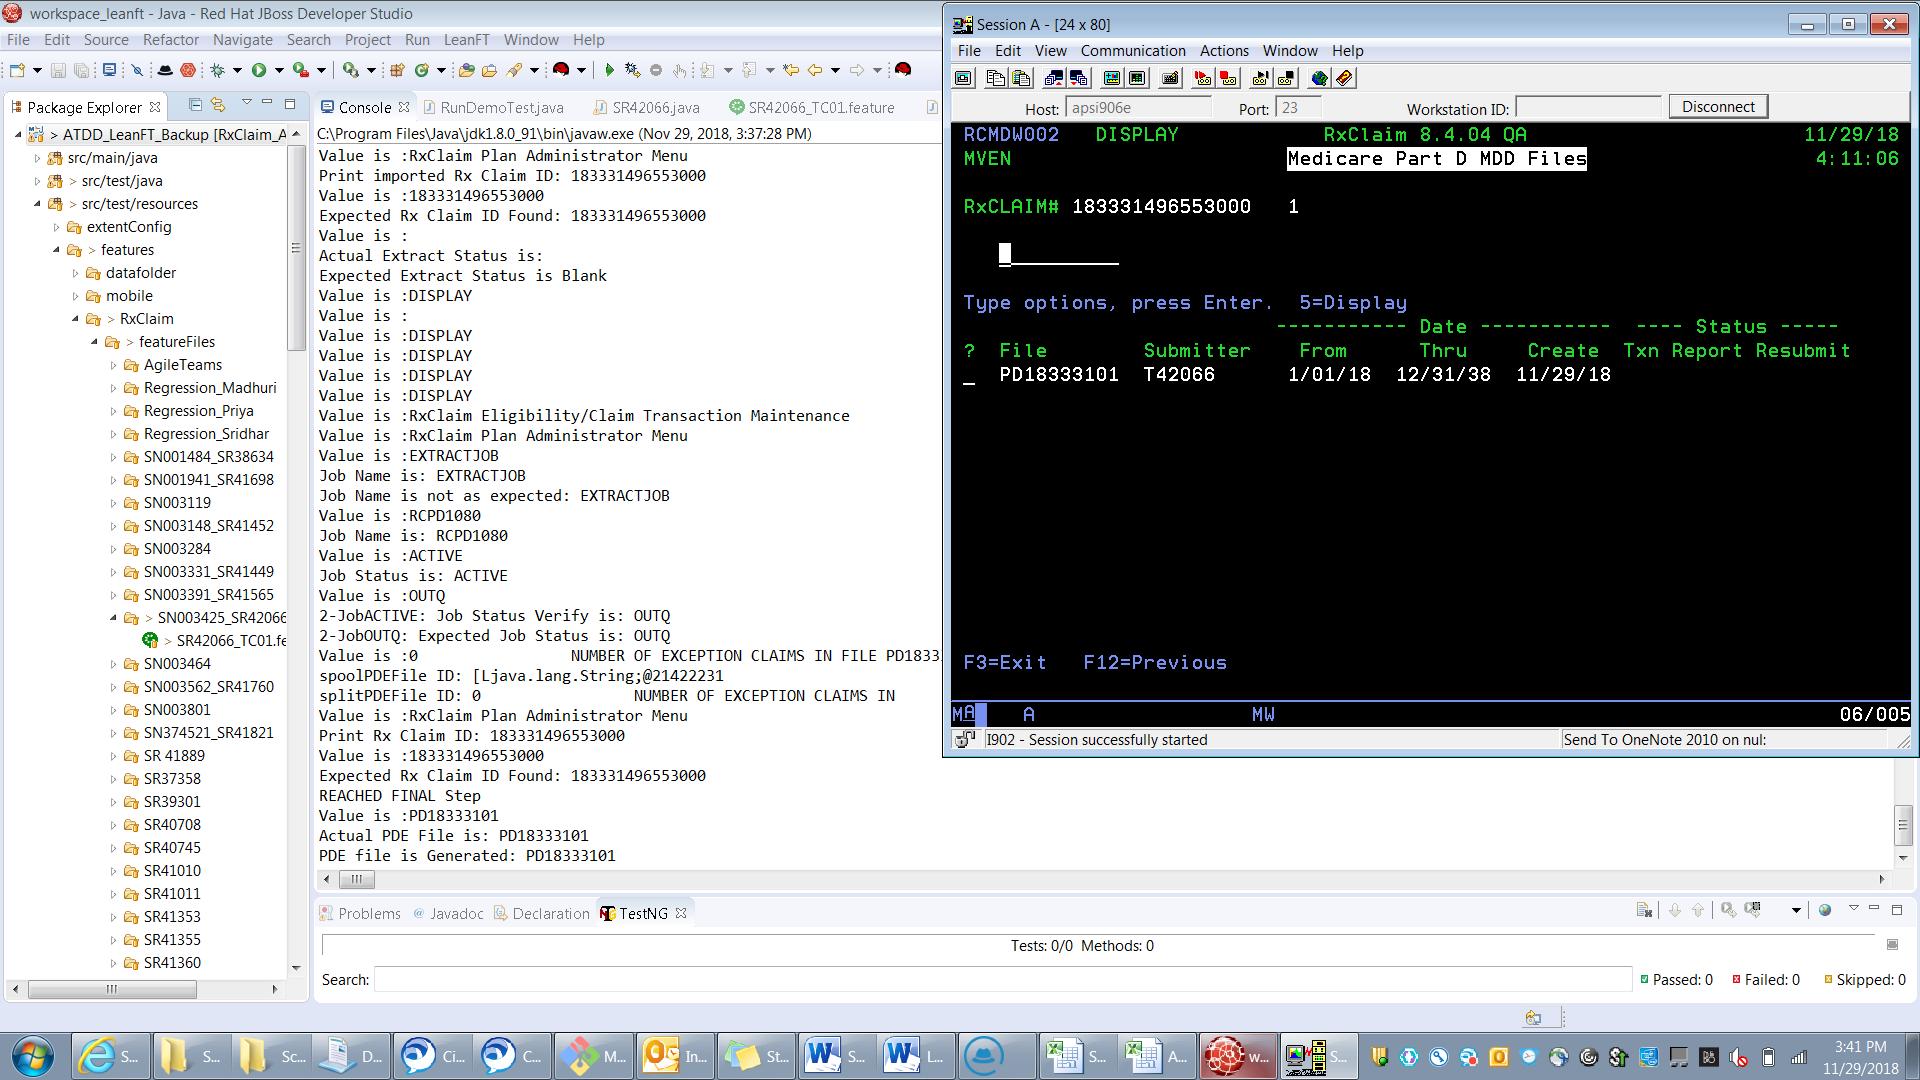 workspace_leanft - Java - Red Hat JBoss Developer Studio
File Edit Source Refactor Navigate Search Project Run LeanFT Window Help
Package Explorer
ATDD_LeanFT_Backup [RxClaim_A
src/main/java
> src/test/java
> src/test/resources
extentConfig
> features
datafolder
mobile
> RxClaim
> featureFiles
AgileTeams
Regression_Madhuri
Regression_Priya
Regression_Sridhar
SN001484_SR38634
SN001941_SR41698
SN003119
SN003148_SR41452
SN003284
SN003331_SR41449
SN003391_SR41565
> SN003425_SR42066
> SR42066_TC01.fe
SN003464
SN003562_SR41760
SN003801
SN374521_SR41821
SR 41889
SR37358
SR39301
SR40708
SR40745
SR41010
SR41011
SR41353
SR41355
SR41360
Console RunDemoTest.java SR42066.java SR42066_TC01.feature
C:\Program Files\Java\jdk1.8.0_91\bin\javaw.exe (Nov 29, 2018, 3:37:28 PM)
Value is :RxClaim Plan Administrator Menu
Print imported Rx Claim ID: 183331496553000
Value is :183331496553000
Expected Rx Claim ID Found: 183331496553000
Value is :
Actual Extract Status is:
Expected Extract Status is Blank
Value is :DISPLAY
Value is :
Value is :DISPLAY
Value is :DISPLAY
Value is :DISPLAY
Value is :DISPLAY
Value is :RxClaim Eligibility/Claim Transaction Maintenance
Value is :RxClaim Plan Administrator Menu
Value is :EXTRACTJOB
Job Name is: EXTRACTJOB
Job Name is not as expected: EXTRACTJOB
Value is :RCPD1080
Job Name is: RCPD1080
Value is :ACTIVE
Job Status is: ACTIVE
Value is :OUTQ
2-JobACTIVE: Job Status Verify is: OUTQ
2-JobOUTQ: Expected Job Status is: OUTQ
Value is :0 NUMBER OF EXCEPTION CLAIMS IN FILE PD1833
spoolPDEFile ID: [Ljava.lang.String;@21422231
splitPDEFile ID: 0 NUMBER OF EXCEPTION CLAIMS IN
Value is :RxClaim Plan Administrator Menu
Print Rx Claim ID: 183331496553000
Value is :183331496553000
Expected Rx Claim ID Found: 183331496553000
REACHED FINAL Step
Value is :PD18333101
Actual PDE File is: PD18333101
PDE file is Generated: PD18333101
Problems @ Javadoc Declaration TestNG
Tests: 0/0 Methods: 0
Search: Passed: 0 Failed: 0 Skipped: 0
Session A - [24 x 80]
File Edit View Communication Actions Window Help
Host: apsi906e Port: 23 Workstation ID: Disconnect
RCMDW002 DISPLAY RxClaim 8.4.04 QA 11/29/18
MVEN Medicare Part D MDD Files 4:11:06
RxCLAIM# 183331496553000 1
Type options, press Enter. 5=Display
----------- Date ----------- ---- Status -----
? File Submitter From Thru Create Txn Report Resubmit
_ PD18333101 T42066 1/01/18 12/31/38 11/29/18
F3=Exit F12=Previous
MA A MW 06/005
I902 - Session successfully started Send To OneNote 2010 on nul:
S... S... Sc... D... Ci... C... M... In... St... S... L... S... A... w... S... 3:41 PM
11/29/2018